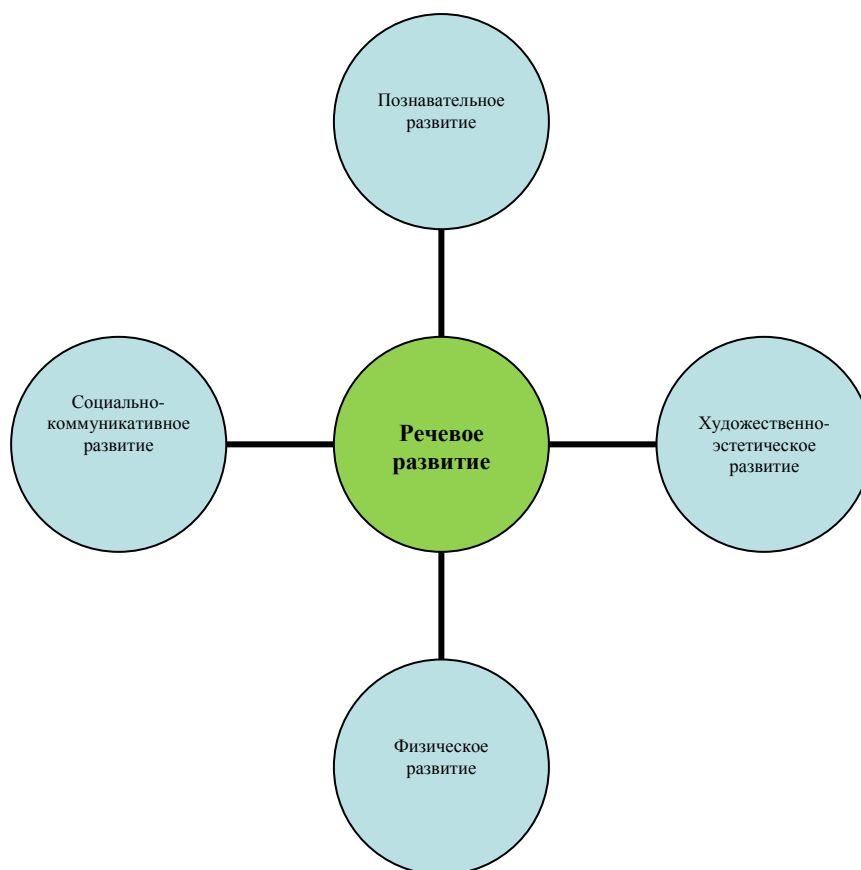 Познавательное
развитие
Социально-
коммуникативное
развитие
Речевое
развитие
Художественно-
эстетическое
развитие
Физическое
развитие